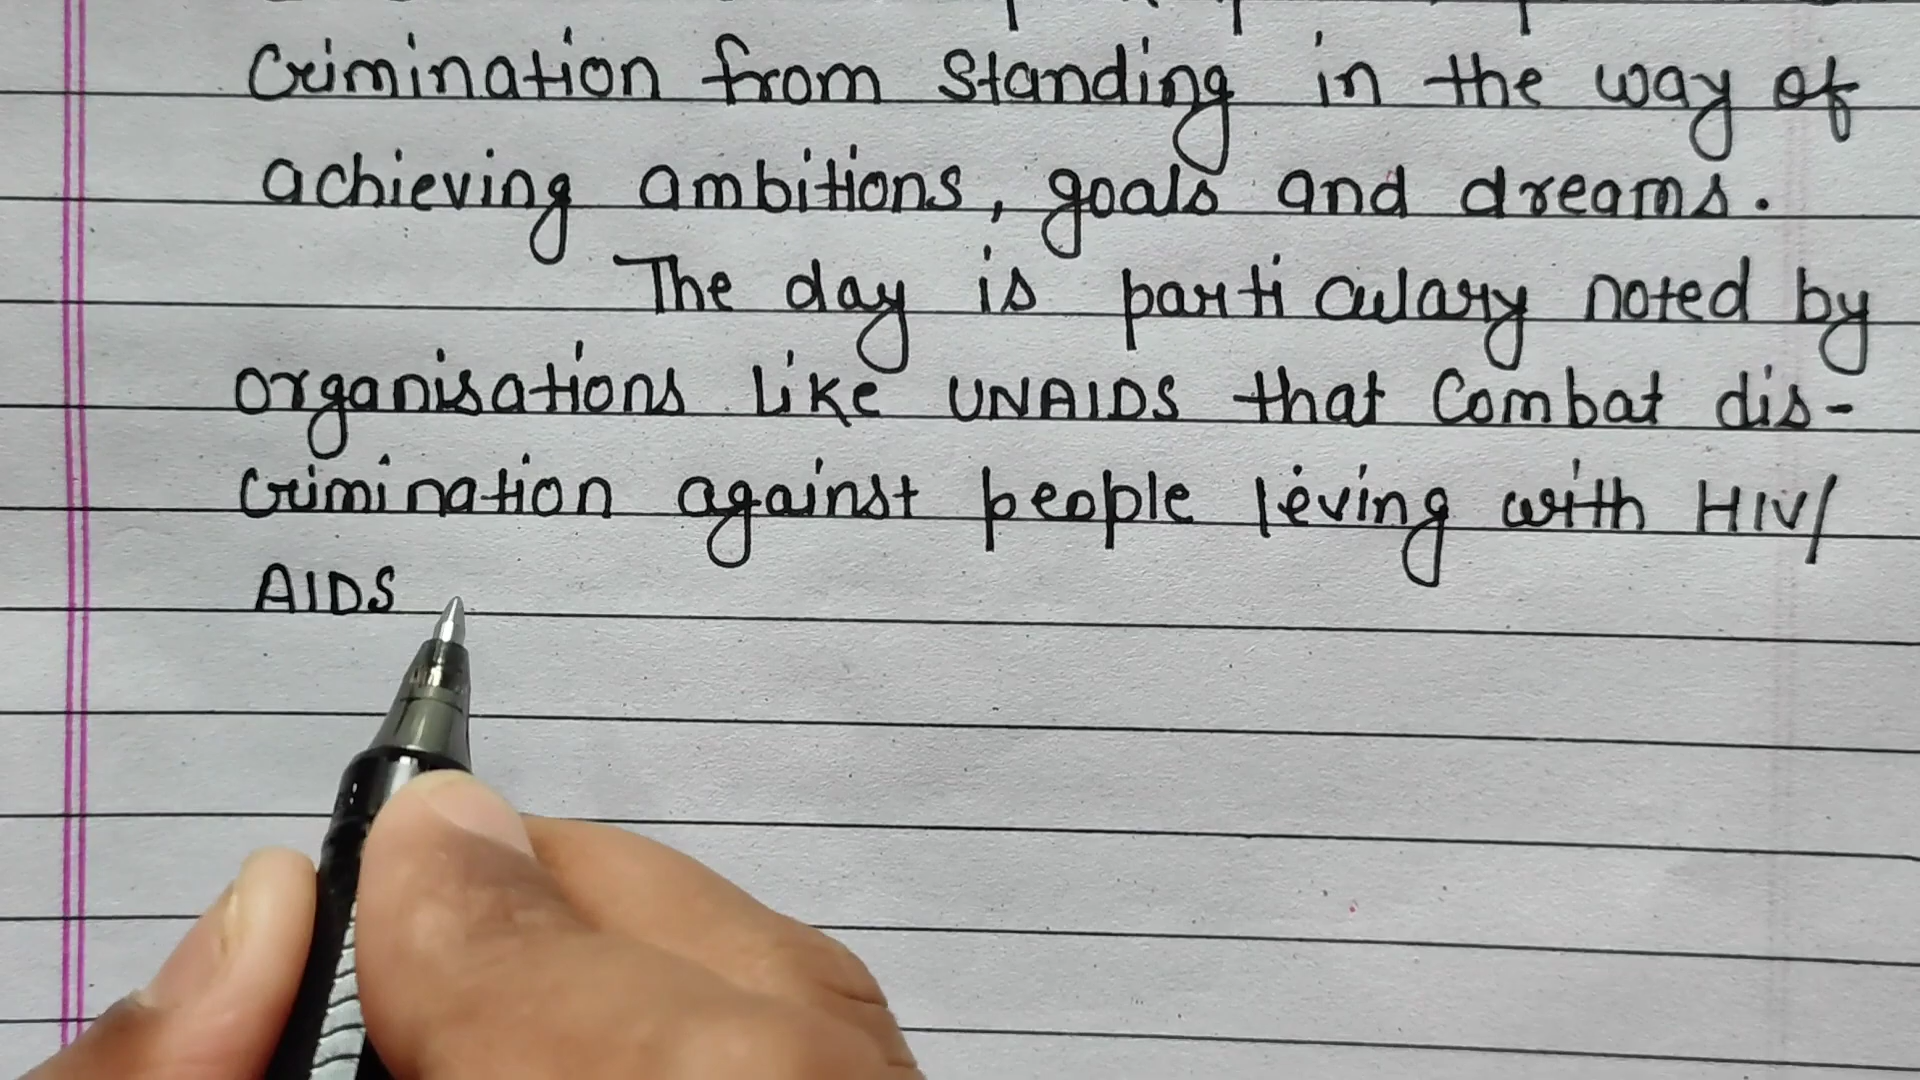 crimination from standing in the way of
achieving ambitions, goals and dreams.
The day is particulary noted by
organisations like UNAIDS that combat dis-
crimination against people living with HIV/
AIDS